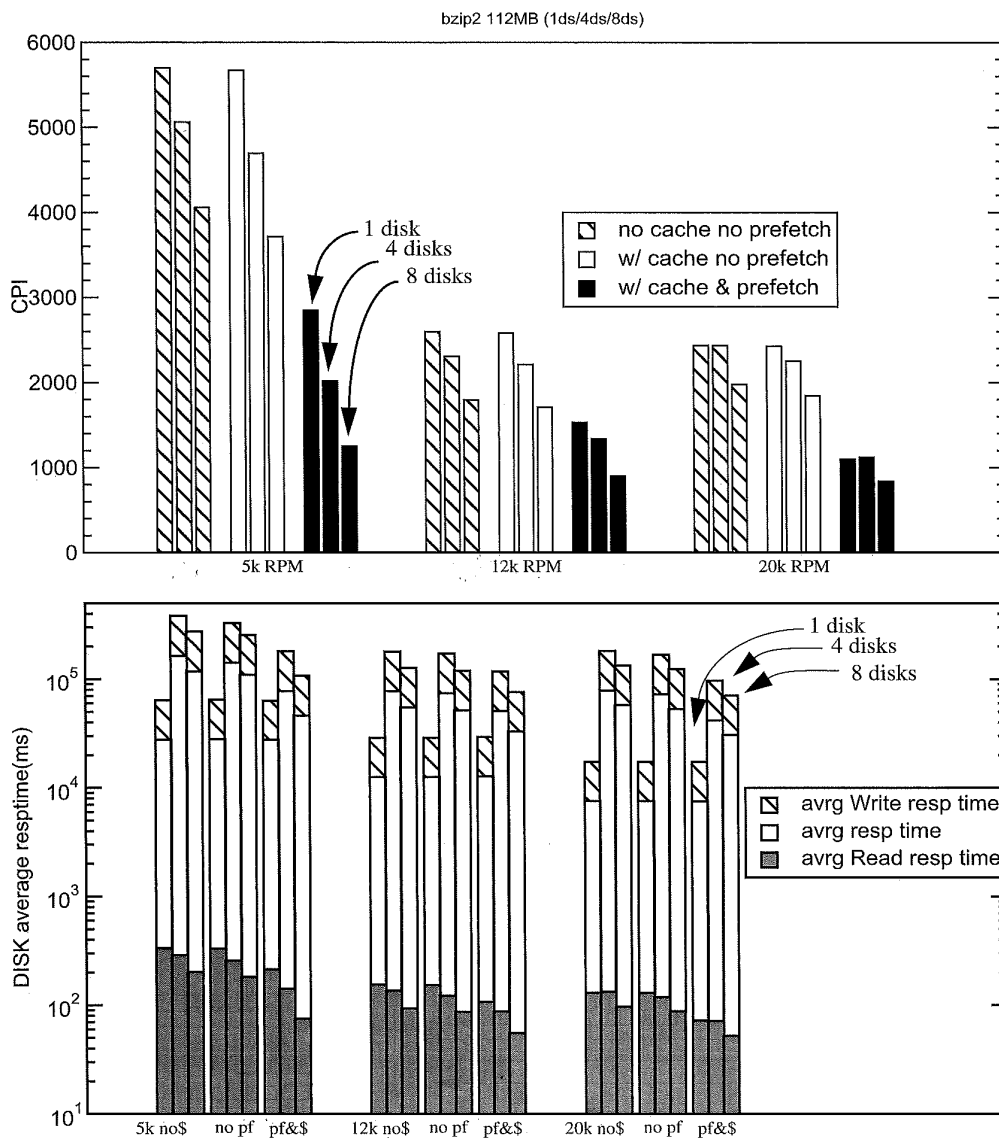 bzip2 112MB (1ds/4ds/8ds)
6000
5000
4000
3000
2000
1000
0
CPI
1 disk
4 disks
8 disks
no cache no prefetch
w/ cache no prefetch
w/ cache & prefetch
5k RPM
12k RPM
20k RPM
10^5
10^4
10^3
10^2
10^1
DISK average resptime(ms)
1 disk
4 disks
8 disks
avrg Write resp time
avrg resp time
avrg Read resp time
5k no$ no pf pf&$ 12k no$ no pf pf&$ 20k no$ no pf pf&$